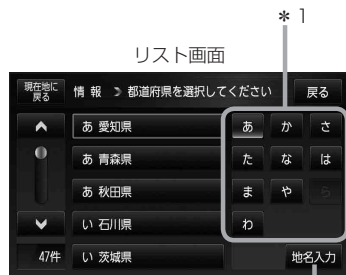 *1
リスト画面
現在地に戻る 情報 都道府県を選択してください 戻る
あ 愛知県 あ か さ
あ 青森県 た な は
あ 秋田県 ま や ら
い 石川県 わ
47件 い 茨城県 地名入力